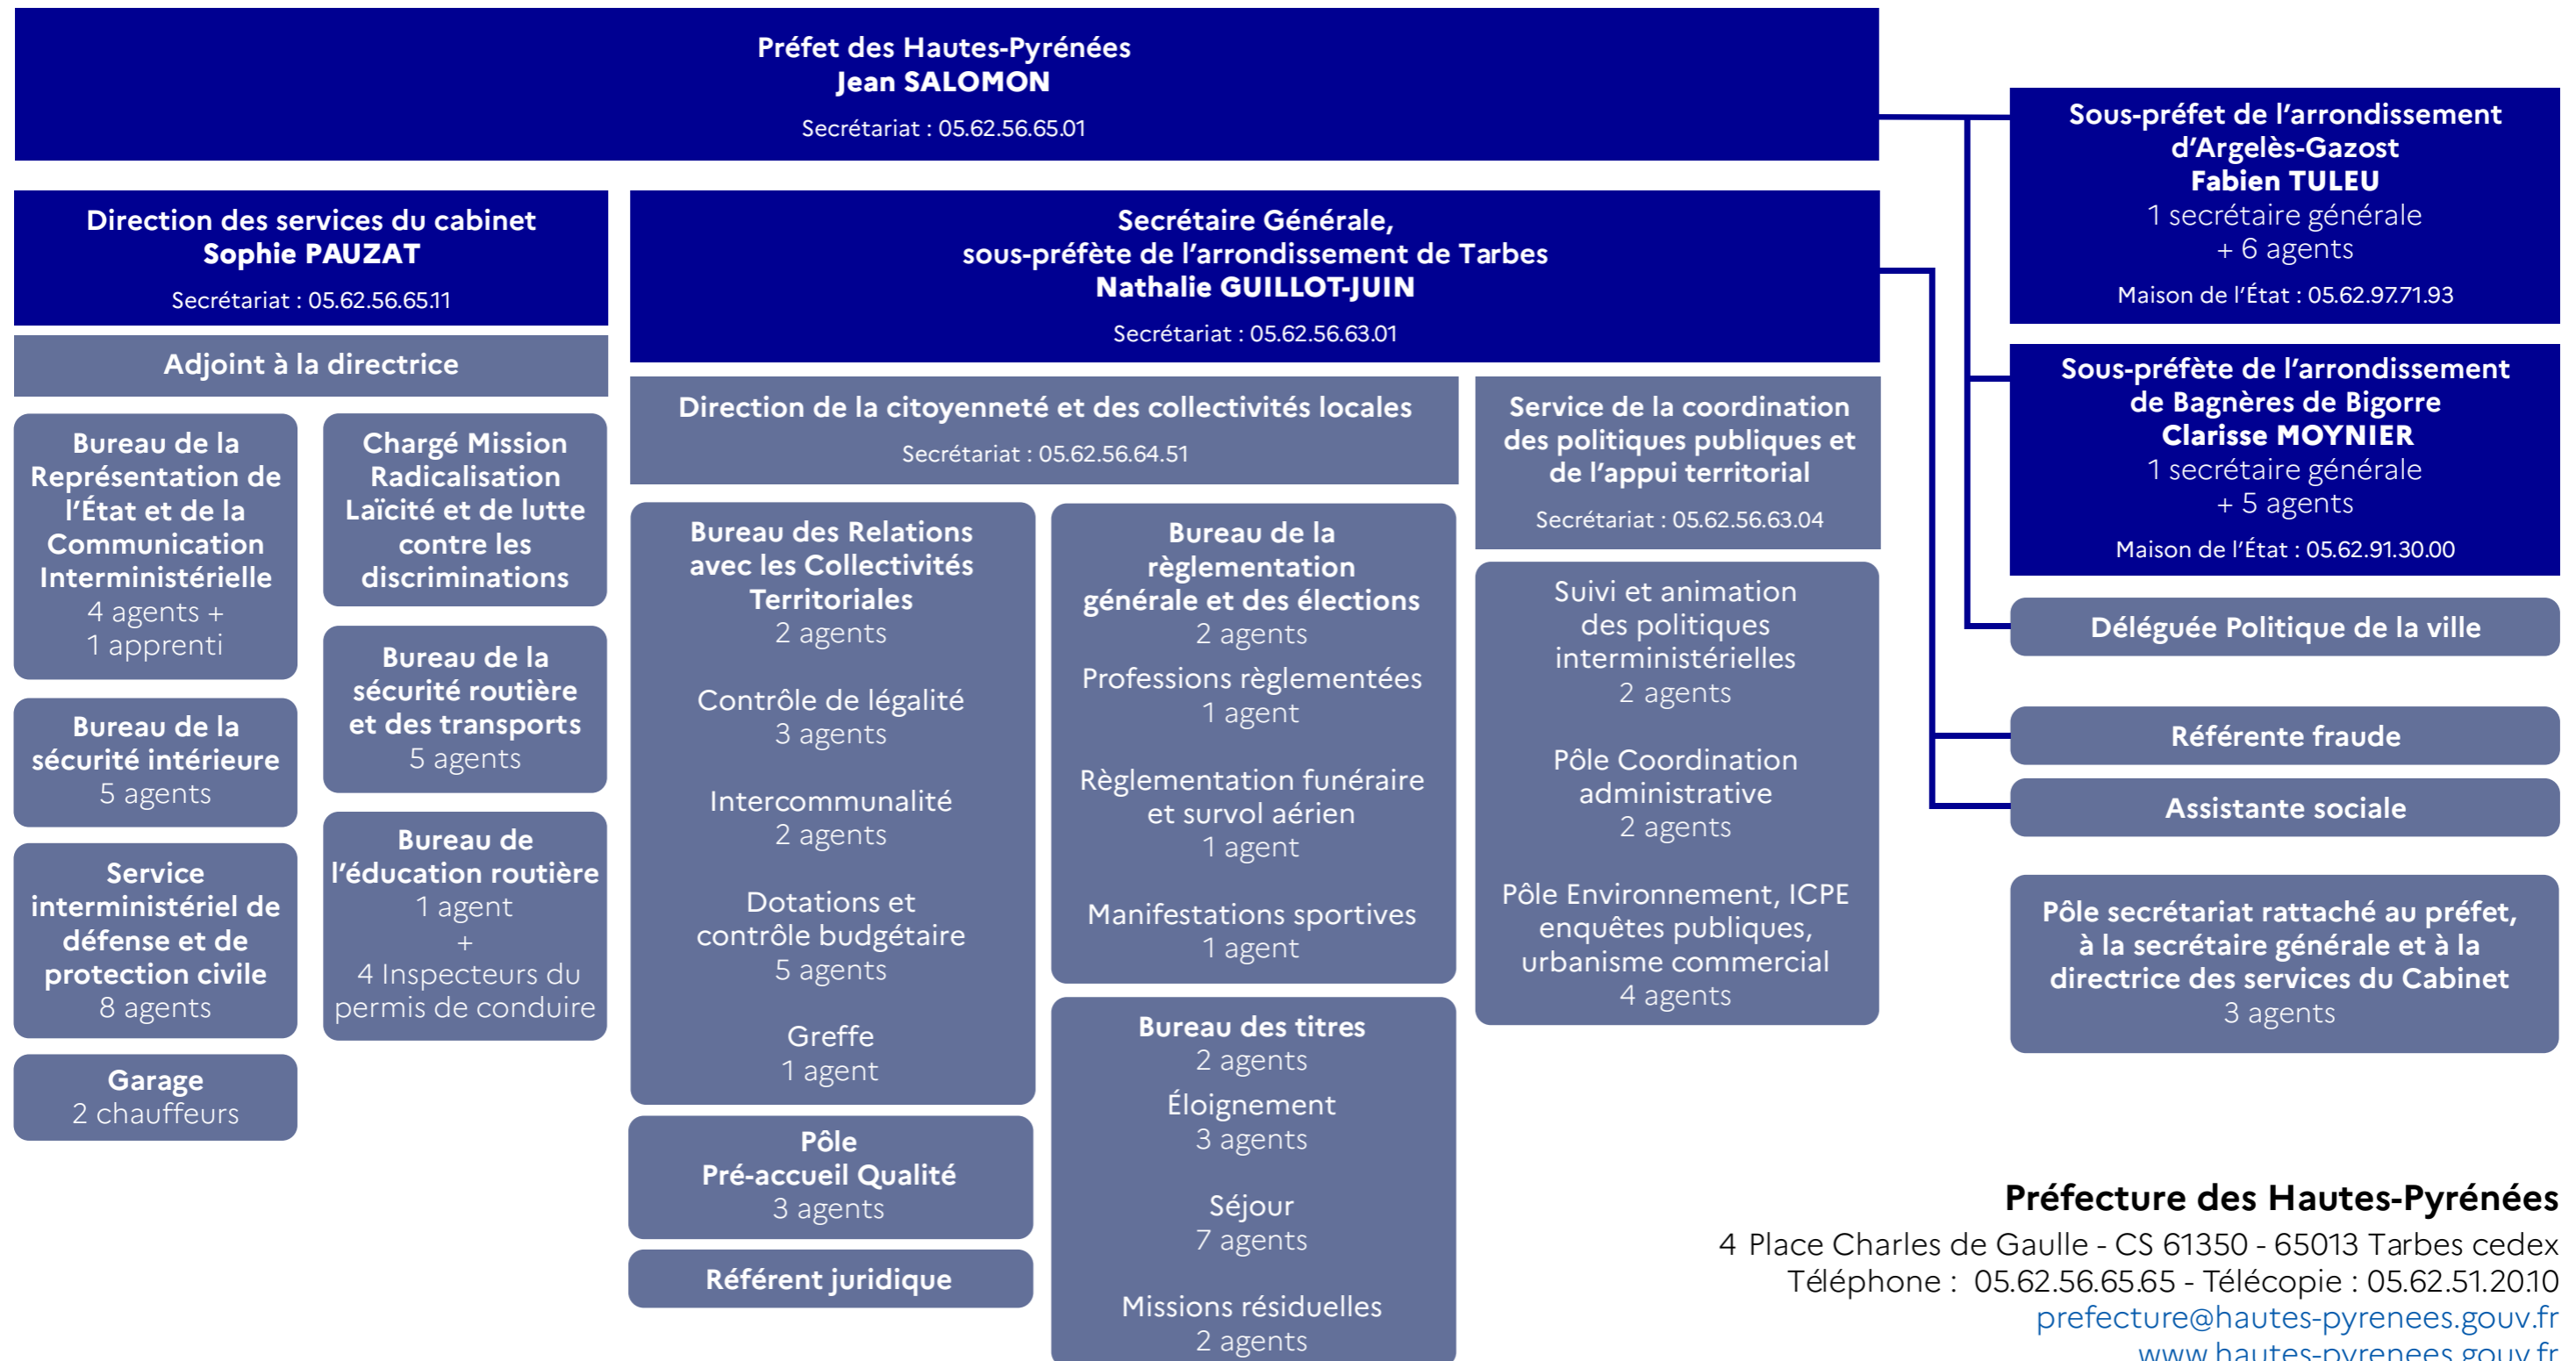 Préfet des Hautes-Pyrénées
Jean SALOMON
Secrétariat : 05.62.56.65.01
Direction des services du cabinet
Sophie PAUZAT
Secrétariat : 05.62.56.65.11
Adjoint à la directrice
Bureau de la
Représentation de
l'État et de la
Communication
Interministérielle
4 agents +
1 apprenti
Bureau de la
sécurité intérieure
5 agents
Service
interministériel de
défense et de
protection civile
8 agents
Garage
2 chauffeurs
Chargé Mission
Radicalisation
Laïcité et de lutte
contre les
discriminations
Bureau de la
sécurité routière
et des transports
5 agents
Bureau de
l'éducation routière
1 agent
+
4 Inspecteurs du
permis de conduire
Secrétaire Générale,
sous-préfète de l'arrondissement de Tarbes
Nathalie GUILLOT-JUIN
Secrétariat : 05.62.56.63.01
Direction de la citoyenneté et des collectivités locales
Secrétariat : 05.62.56.64.51
Bureau des Relations
avec les Collectivités
Territoriales
2 agents
Contrôle de légalité
3 agents
Intercommunalité
2 agents
Dotations et
contrôle budgétaire
5 agents
Greffe
1 agent
Pôle
Pré-accueil Qualité
3 agents
Référent juridique
Bureau de la
règlementation
générale et des élections
2 agents
Professions règlementées
1 agent
Règlementation funéraire
et survol aérien
1 agent
Manifestations sportives
1 agent
Bureau des titres
2 agents
Éloignement
3 agents
Séjour
7 agents
Missions résiduelles
2 agents
Service de la coordination
des politiques publiques et
de l'appui territorial
Secrétariat : 05.62.56.63.04
Suivi et animation
des politiques
interministérielles
2 agents
Pôle Coordination
administrative
2 agents
Pôle Environnement, ICPE
enquêtes publiques,
urbanisme commercial
4 agents
Sous-préfet de l'arrondissement
d'Argelès-Gazost
Fabien TULEU
1 secrétaire générale
+ 6 agents
Maison de l'État : 05.62.97.71.93
Sous-préfète de l'arrondissement
de Bagnères de Bigorre
Clarisse MOYNIER
1 secrétaire générale
+ 5 agents
Maison de l'État : 05.62.91.30.00
Déléguée Politique de la ville
Référente fraude
Assistante sociale
Pôle secrétariat rattaché au préfet,
à la secrétaire générale et à la
directrice des services du Cabinet
3 agents
Préfecture des Hautes-Pyrénées
4 Place Charles de Gaulle - CS 61350 - 65013 Tarbes cedex
Téléphone : 05.62.56.65.65 - Télécopie : 05.62.51.20.10
prefecture@hautes-pyrenees.gouv.fr
www.hautes-pyrenees.gouv.fr